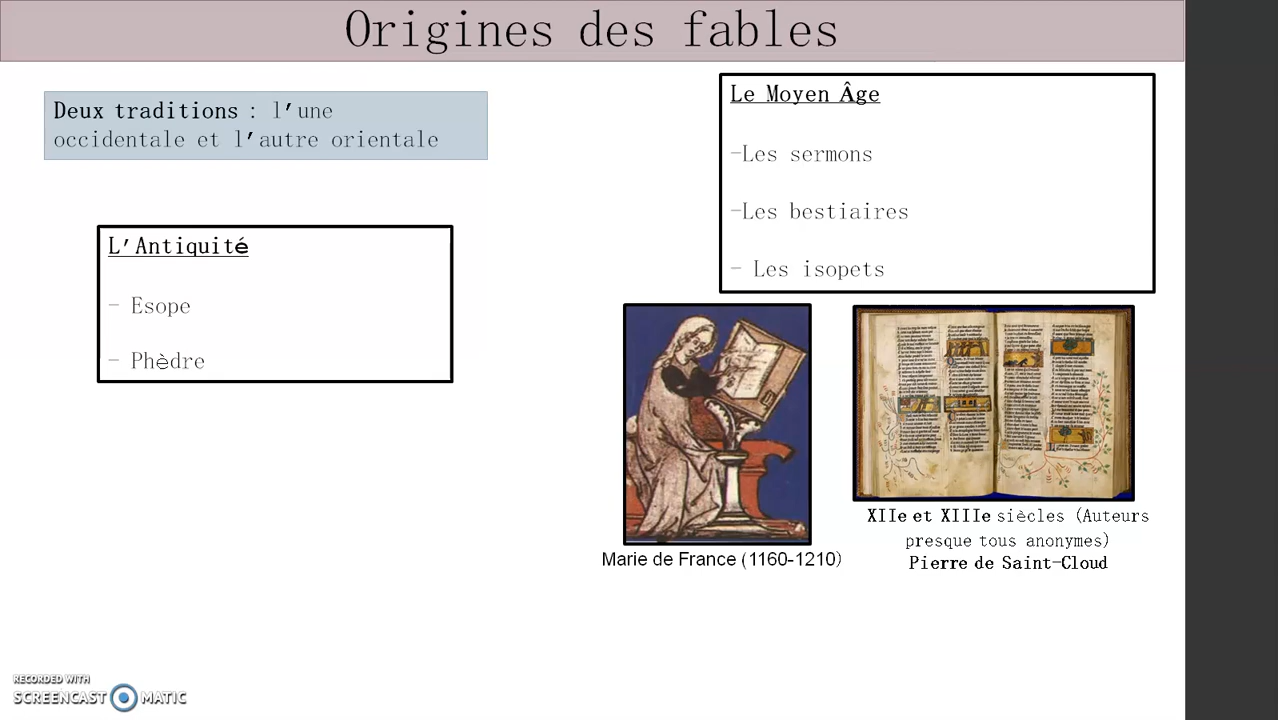 Origines des fables
Deux traditions : l'une
occidentale et l'autre orientale
L'Antiquité
- Esope
- Phèdre
Le Moyen Âge
-Les sermons
-Les bestiaires
- Les isopets
Marie de France (1160-1210)
XIIe et XIIIe siècles (Auteurs
presque tous anonymes)
Pierre de Saint-Cloud
RECORDED WITH
SCREENCAST MATIC